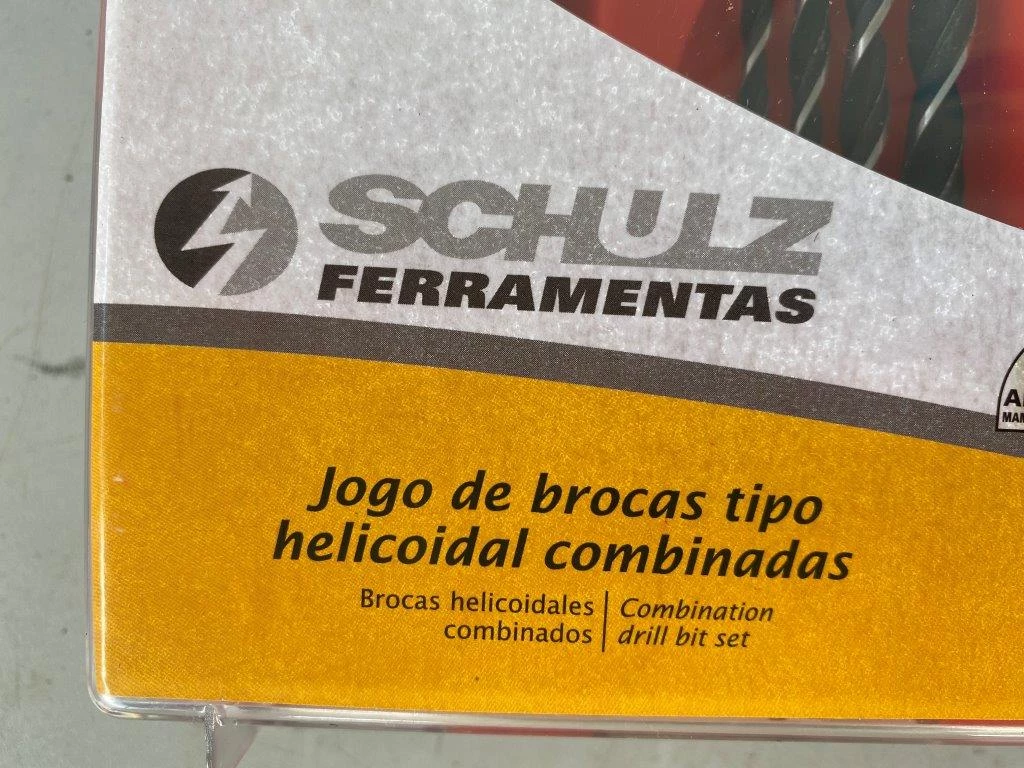 SCHULZ
FERRAMENTAS
Jogo de brocas tipo
helicoidal combinadas
Brocas helicoidales
combinados
Combination
drill bit set